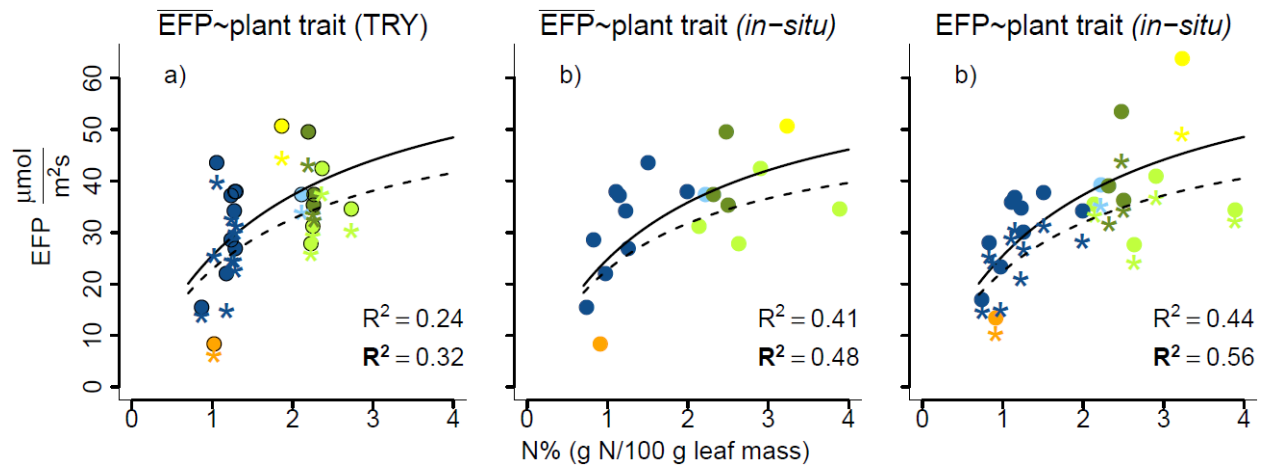 EFP~plant trait (TRY)
EFP~plant trait (in−situ)
EFP~plant trait (in−situ)
a)
b)
b)
EFP μmol
m²s
0 10 20 30 40 50 60
R² = 0.24
R² = 0.32
R² = 0.41
R² = 0.48
R² = 0.44
R² = 0.56
0 1 2 3 4
0 1 2 3 4
0 1 2 3 4
N% (g N/100 g leaf mass)